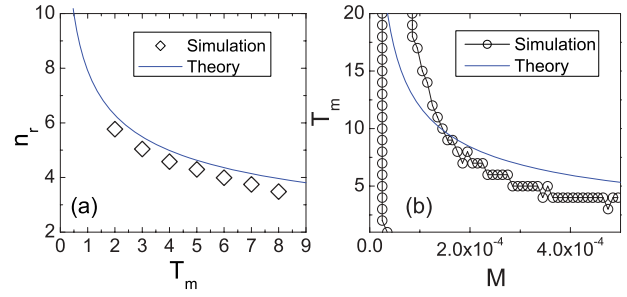 10
8
6
4
2
0 1 2 3 4 5 6 7 8 9
n_r
T_m
(a)
Simulation
Theory
20
15
10
5
0.0 2.0x10⁻⁴ 4.0x10⁻⁴
T_m
M
(b)
Simulation
Theory